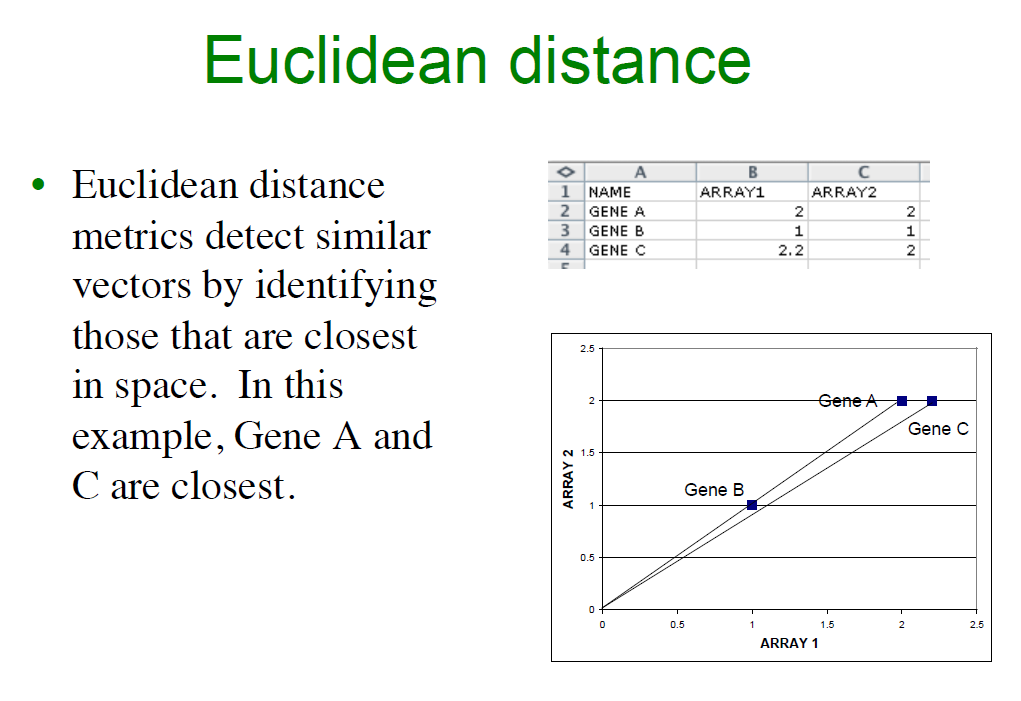 Euclidean distance
• Euclidean distance
metrics detect similar
vectors by identifying
those that are closest
in space. In this
example, Gene A and
C are closest.
A B C
1 NAME ARRAY1 ARRAY2
2 GENE A 2 2
3 GENE B 1 1
4 GENE C 2.2 2
2.5
2
1.5
1
0.5
0
ARRAY 2
Gene A
Gene C
Gene B
0 0.5 1 1.5 2 2.5
ARRAY 1